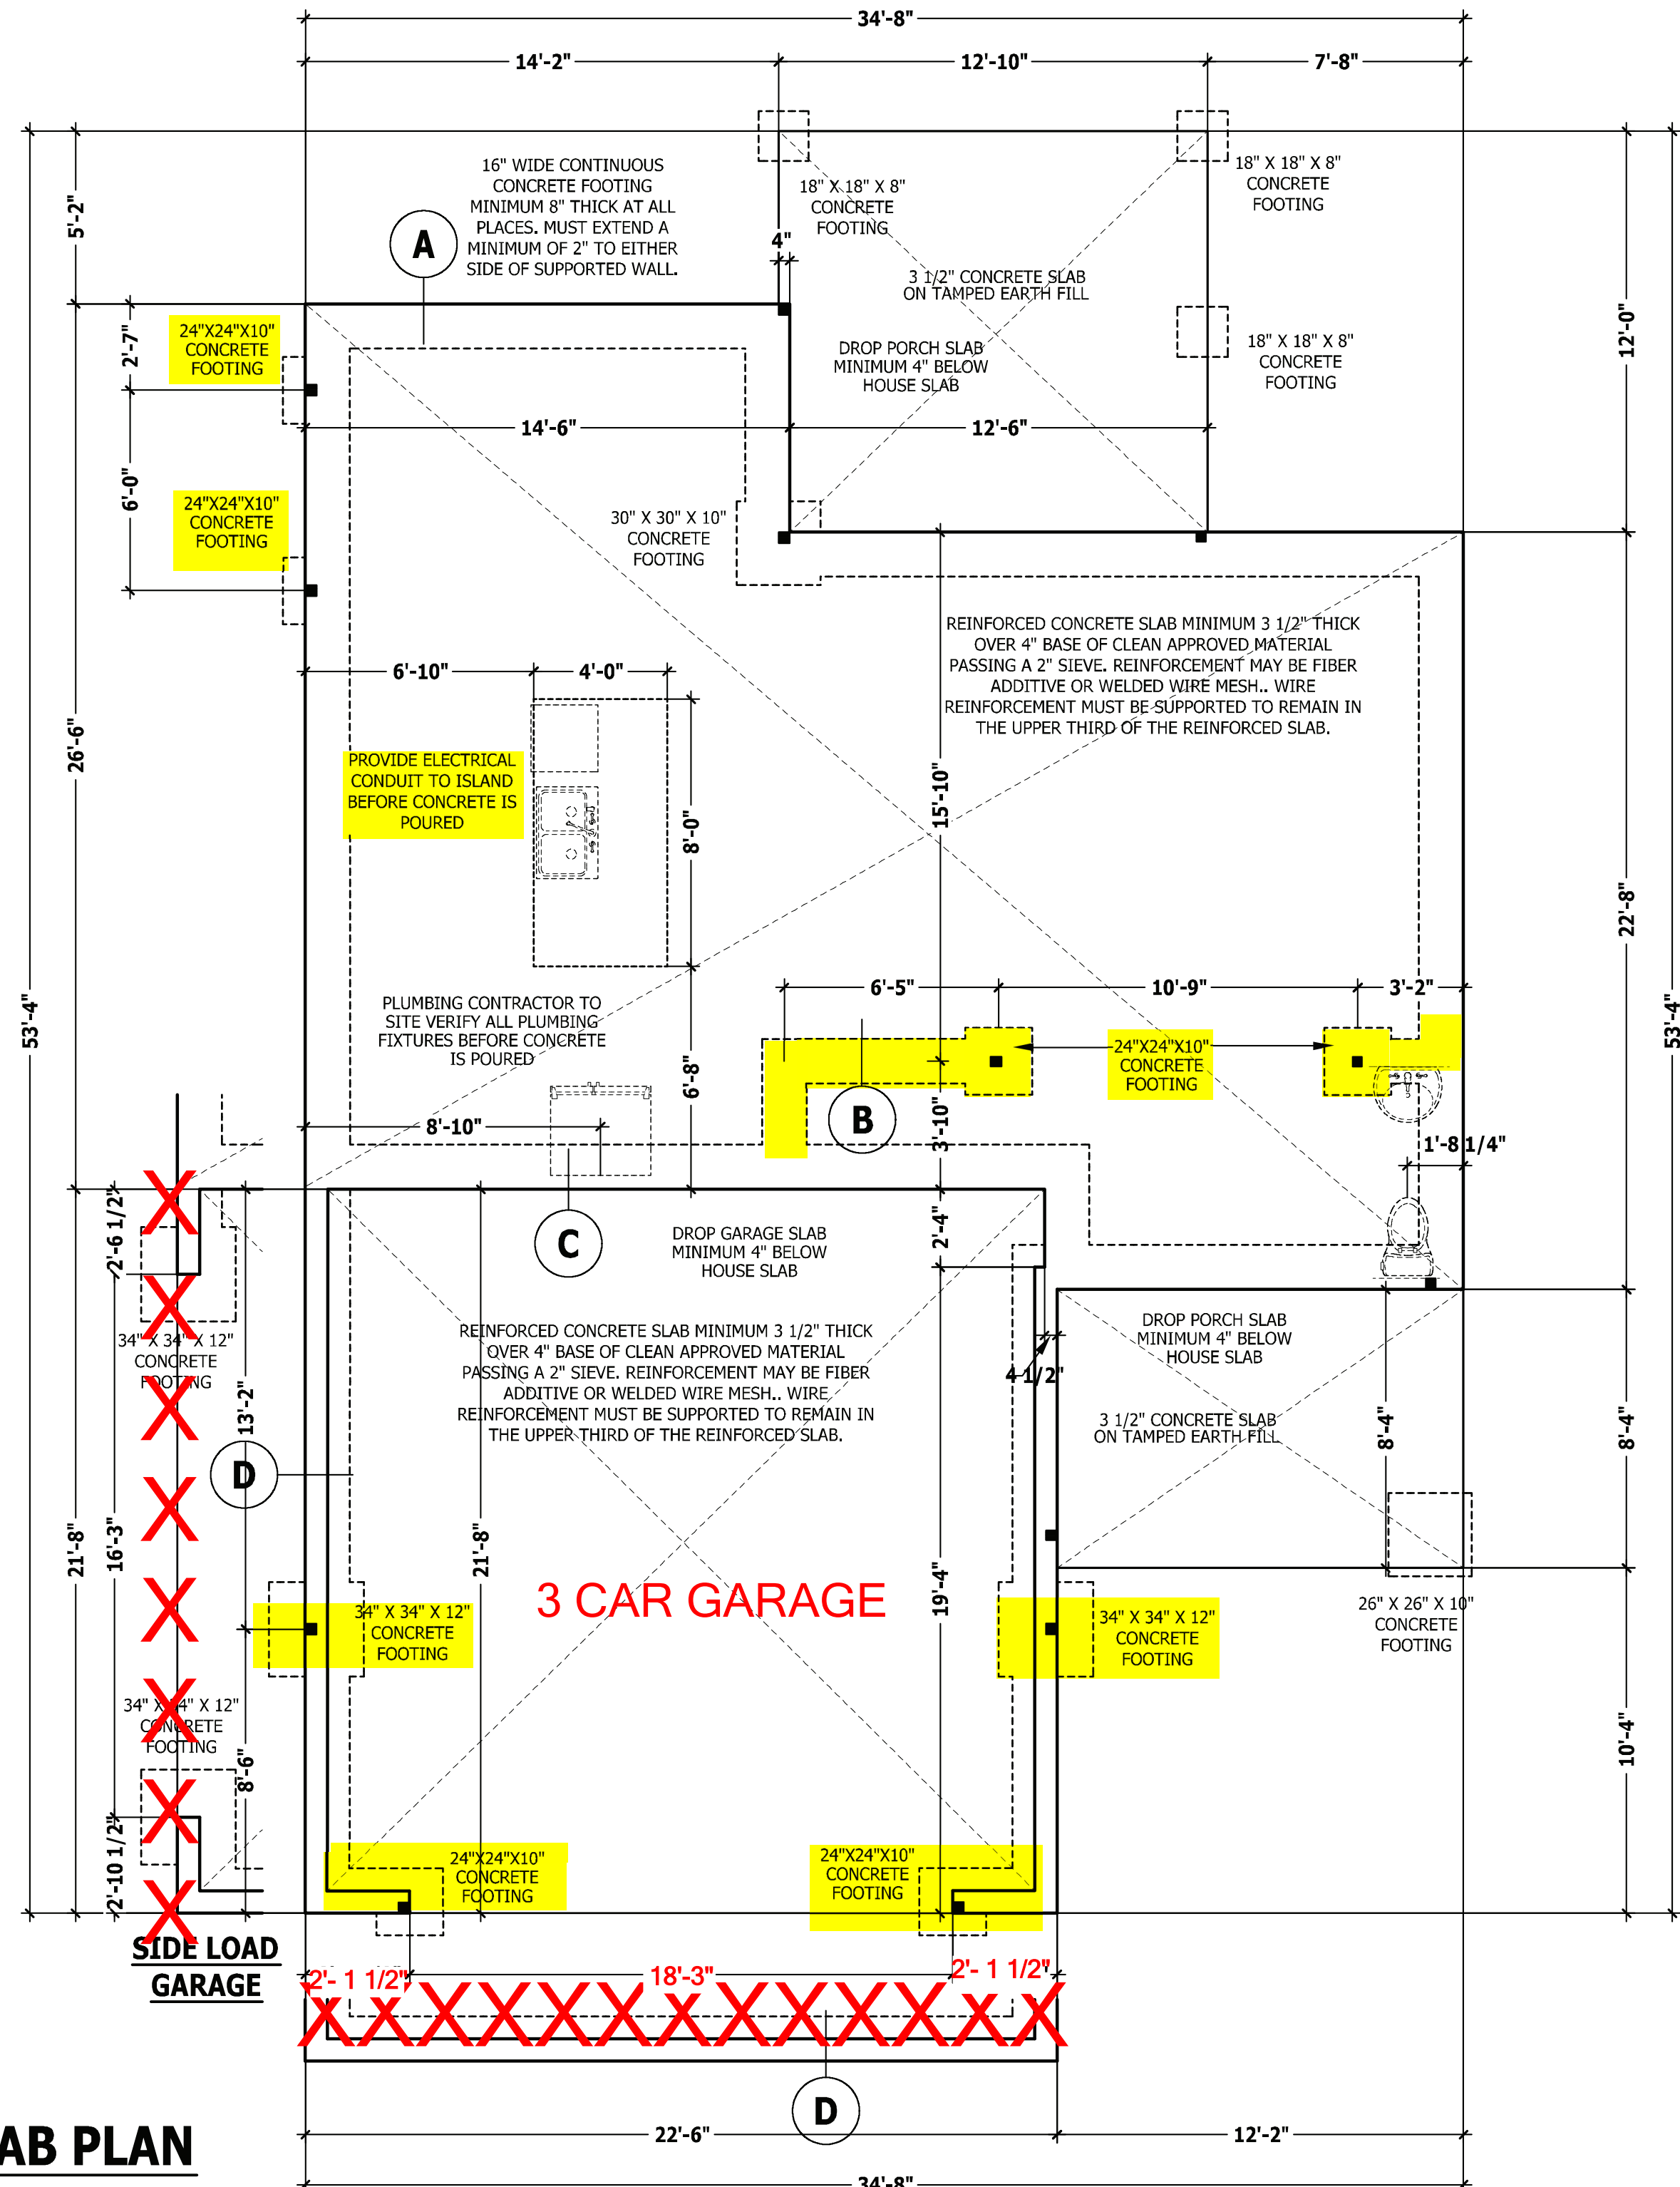 34'-8"
14'-2"
12'-10"
7'-8"
5'-2"
16" WIDE CONTINUOUS
CONCRETE FOOTING
MINIMUM 8" THICK AT ALL
PLACES. MUST EXTEND A
MINIMUM OF 2" TO EITHER
SIDE OF SUPPORTED WALL.
A
18" X 18" X 8"
CONCRETE
FOOTING
18" X 18" X 8"
CONCRETE
FOOTING
4"
3 1/2" CONCRETE SLAB
ON TAMPED EARTH FILL
12'-0"
2'-7"
24"X24"X10"
CONCRETE
FOOTING
DROP PORCH SLAB
MINIMUM 4" BELOW
HOUSE SLAB
18" X 18" X 8"
CONCRETE
FOOTING
14'-6"
12'-6"
6'-0"
24"X24"X10"
CONCRETE
FOOTING
30" X 30" X 10"
CONCRETE
FOOTING
REINFORCED CONCRETE SLAB MINIMUM 3 1/2" THICK
OVER 4" BASE OF CLEAN APPROVED MATERIAL
PASSING A 2" SIEVE. REINFORCEMENT MAY BE FIBER
ADDITIVE OR WELDED WIRE MESH.. WIRE
REINFORCEMENT MUST BE SUPPORTED TO REMAIN IN
THE UPPER THIRD OF THE REINFORCED SLAB.
6'-10"
4'-0"
26'-6"
PROVIDE ELECTRICAL
CONDUIT TO ISLAND
BEFORE CONCRETE IS
POURED
8'-0"
15'-10"
22'-8"
53'-4"
53'-4"
6'-5"
10'-9"
3'-2"
PLUMBING CONTRACTOR TO
SITE VERIFY ALL PLUMBING
FIXTURES BEFORE CONCRETE
IS POURED
24"X24"X10"
CONCRETE
FOOTING
6'-8"
B
3'-10"
8'-10"
1'-8 1/4"
2'-6 1/2"
C
DROP GARAGE SLAB
MINIMUM 4" BELOW
HOUSE SLAB
2'-4"
34" X 34" X 12"
CONCRETE
FOOTING
REINFORCED CONCRETE SLAB MINIMUM 3 1/2" THICK
OVER 4" BASE OF CLEAN APPROVED MATERIAL
PASSING A 2" SIEVE. REINFORCEMENT MAY BE FIBER
ADDITIVE OR WELDED WIRE MESH.. WIRE
REINFORCEMENT MUST BE SUPPORTED TO REMAIN IN
THE UPPER THIRD OF THE REINFORCED SLAB.
4 1/2"
DROP PORCH SLAB
MINIMUM 4" BELOW
HOUSE SLAB
3 1/2" CONCRETE SLAB
ON TAMPED EARTH FILL
8'-4"
8'-4"
13'-2"
D
21'-8"
16'-3"
21'-8"
3 CAR GARAGE
19'-4"
34" X 34" X 12"
CONCRETE
FOOTING
34" X 34" X 12"
CONCRETE
FOOTING
26" X 26" X 10"
CONCRETE
FOOTING
34" X 34" X 12"
CONCRETE
FOOTING
8'-6"
10'-4"
2'-10 1/2"
24"X24"X10"
CONCRETE
FOOTING
24"X24"X10"
CONCRETE
FOOTING
X X X X X X X X
SIDE LOAD
GARAGE
2'- 1 1/2"
18'-3"
2'- 1 1/2"
X X X X X X X X X X X X X
D
AB PLAN
22'-6"
12'-2"
34'-8"